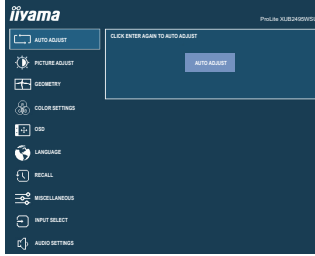 iiyama
ProLite XUB2495WSU
AUTO ADJUST
CLICK ENTER AGAIN TO AUTO ADJUST
AUTO ADJUST
PICTURE ADJUST
GEOMETRY
COLOR SETTINGS
OSD
LANGUAGE
RECALL
MISCELLANEOUS
INPUT SELECT
AUDIO SETTINGS